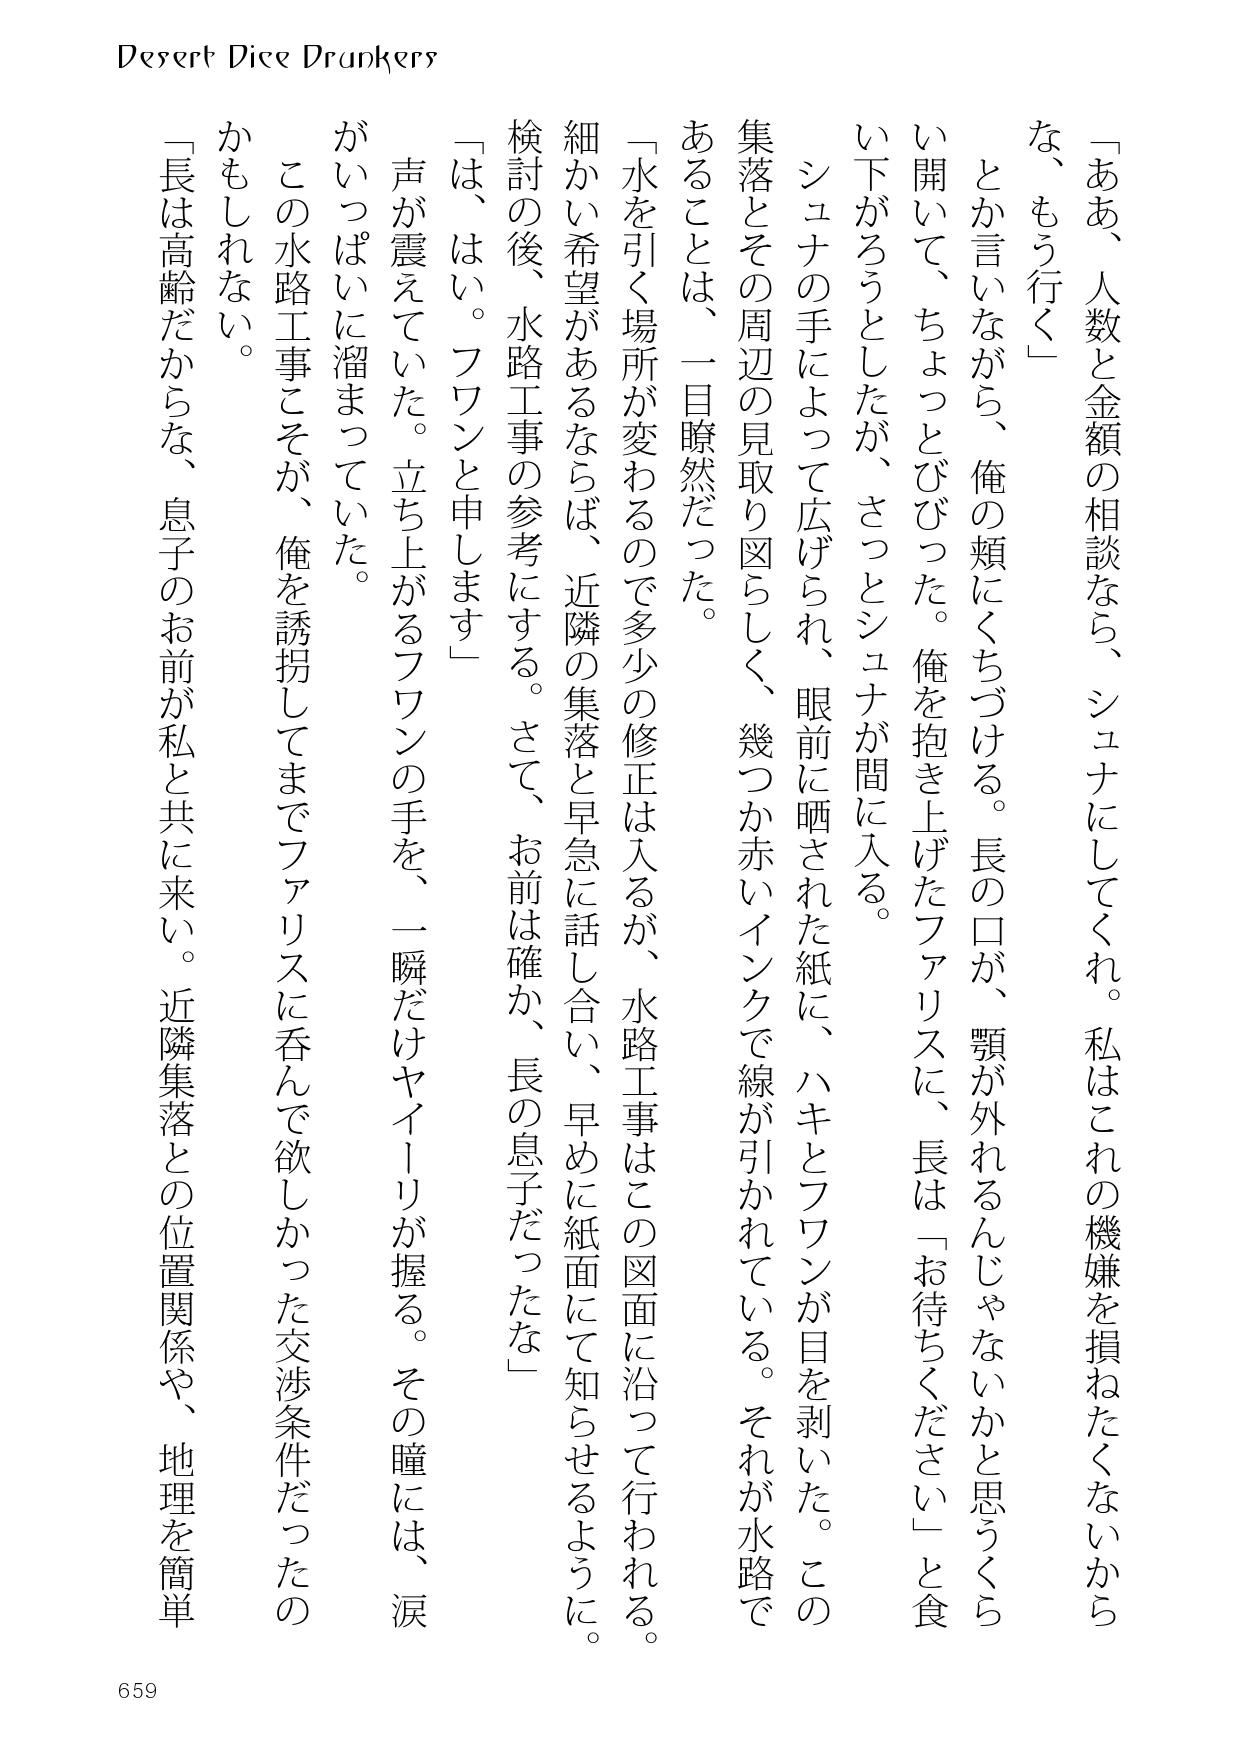 Desert Dice Drunkers
「ああ、人数と金額の相談なら、シュナにしてくれ。私はこれの機嫌を損ねたくないから
な、もう行く」
　とか言いながら、俺の頬にくちづける。長の口が、顎が外れるんじゃないかと思うくら
い開いて、ちょっとびびった。俺を抱き上げたファリスに、長は「お待ちください」と食
い下がろうとしたが、さっとシュナが間に入る。
　シュナの手によって広げられ、眼前に晒された紙に、ハキとフワンが目を剥いた。この
集落とその周辺の見取り図らしく、幾つか赤いインクで線が引かれている。それが水路で
あることは、一目瞭然だった。
「水を引く場所が変わるので多少の修正は入るが、水路工事はこの図面に沿って行われる。
細かい希望があるならば、近隣の集落と早急に話し合い、早めに紙面にて知らせるように。
検討の後、水路工事の参考にする。さて、お前は確か、長の息子だったな」
「は、はい。フワンと申します」
　声が震えていた。立ち上がるフワンの手を、一瞬だけヤイーリが握る。その瞳には、涙
がいっぱいに溜まっていた。
　この水路工事こそが、俺を誘拐してまでファリスに呑んで欲しかった交渉条件だったの
かもしれない。
「長は高齢だからな、息子のお前が私と共に来い。近隣集落との位置関係や、地理を簡単
659